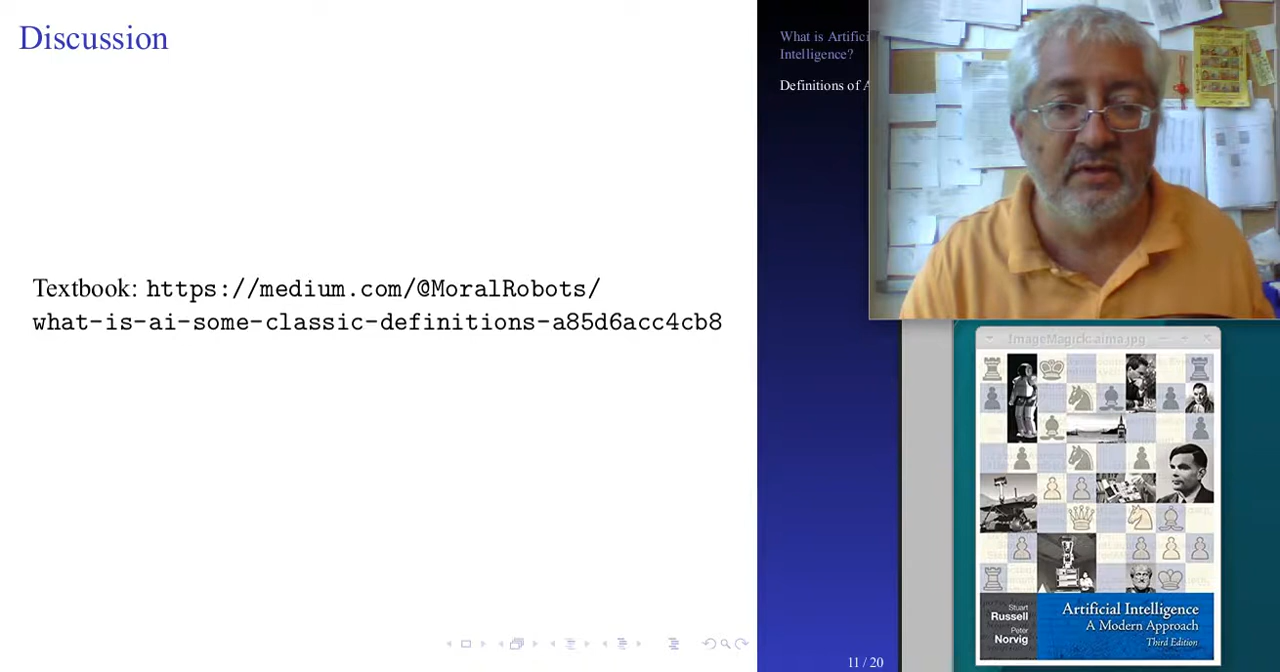 Discussion
Textbook: https://medium.com/@MoralRobots/
what-is-ai-some-classic-definitions-a85d6acc4cb8
What is Artifici
Intelligence?
Definitions of A
11 / 20
ImageMagick: aima.jpg
Stuart
Russell
Peter
Norvig
Artificial Intelligence
A Modern Approach
Third Edition